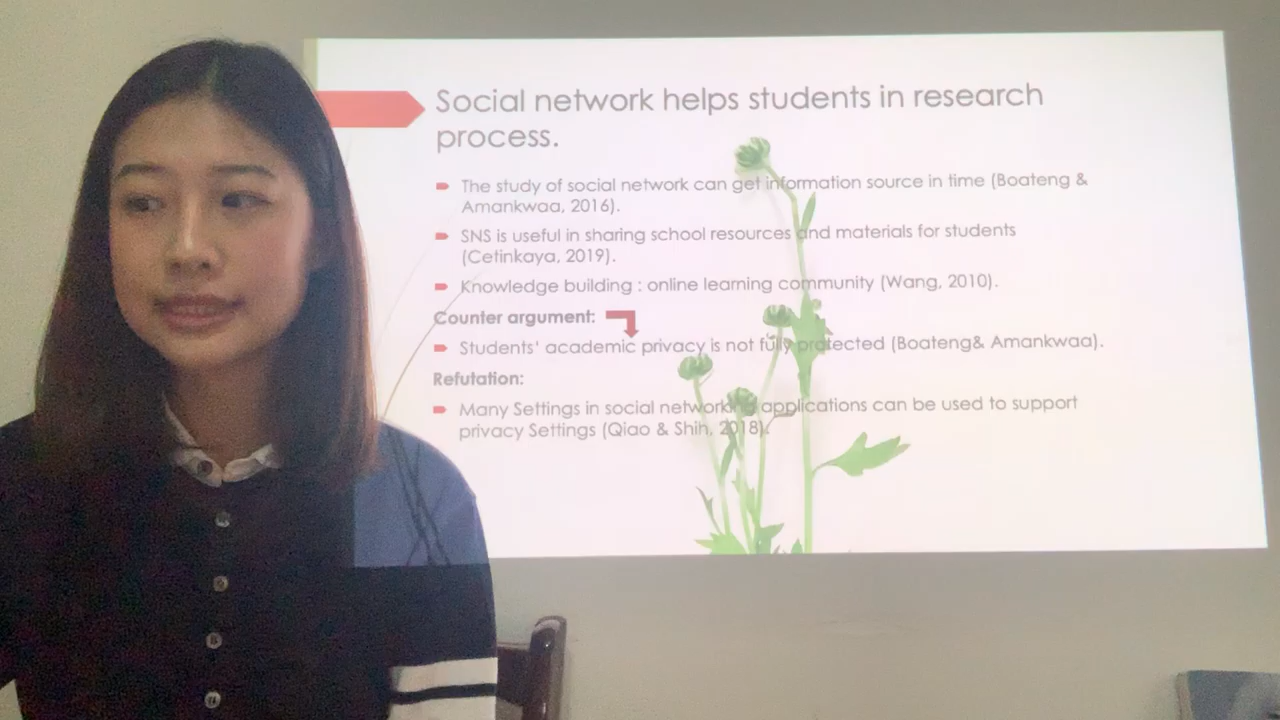 Social network helps students in research
process.
The study of social network can get information source in time (Boateng &
Amankwaa, 2016).
SNS is useful in sharing school resources and materials for students
(Cetinkaya, 2019).
Knowledge building : online learning community (Wang, 2010).
Counter argument:
Students' academic privacy is not fully protected (Boateng& Amankwaa).
Refutation:
Many Settings in social networking applications can be used to support
privacy Settings (Qiao & Shih, 2018).